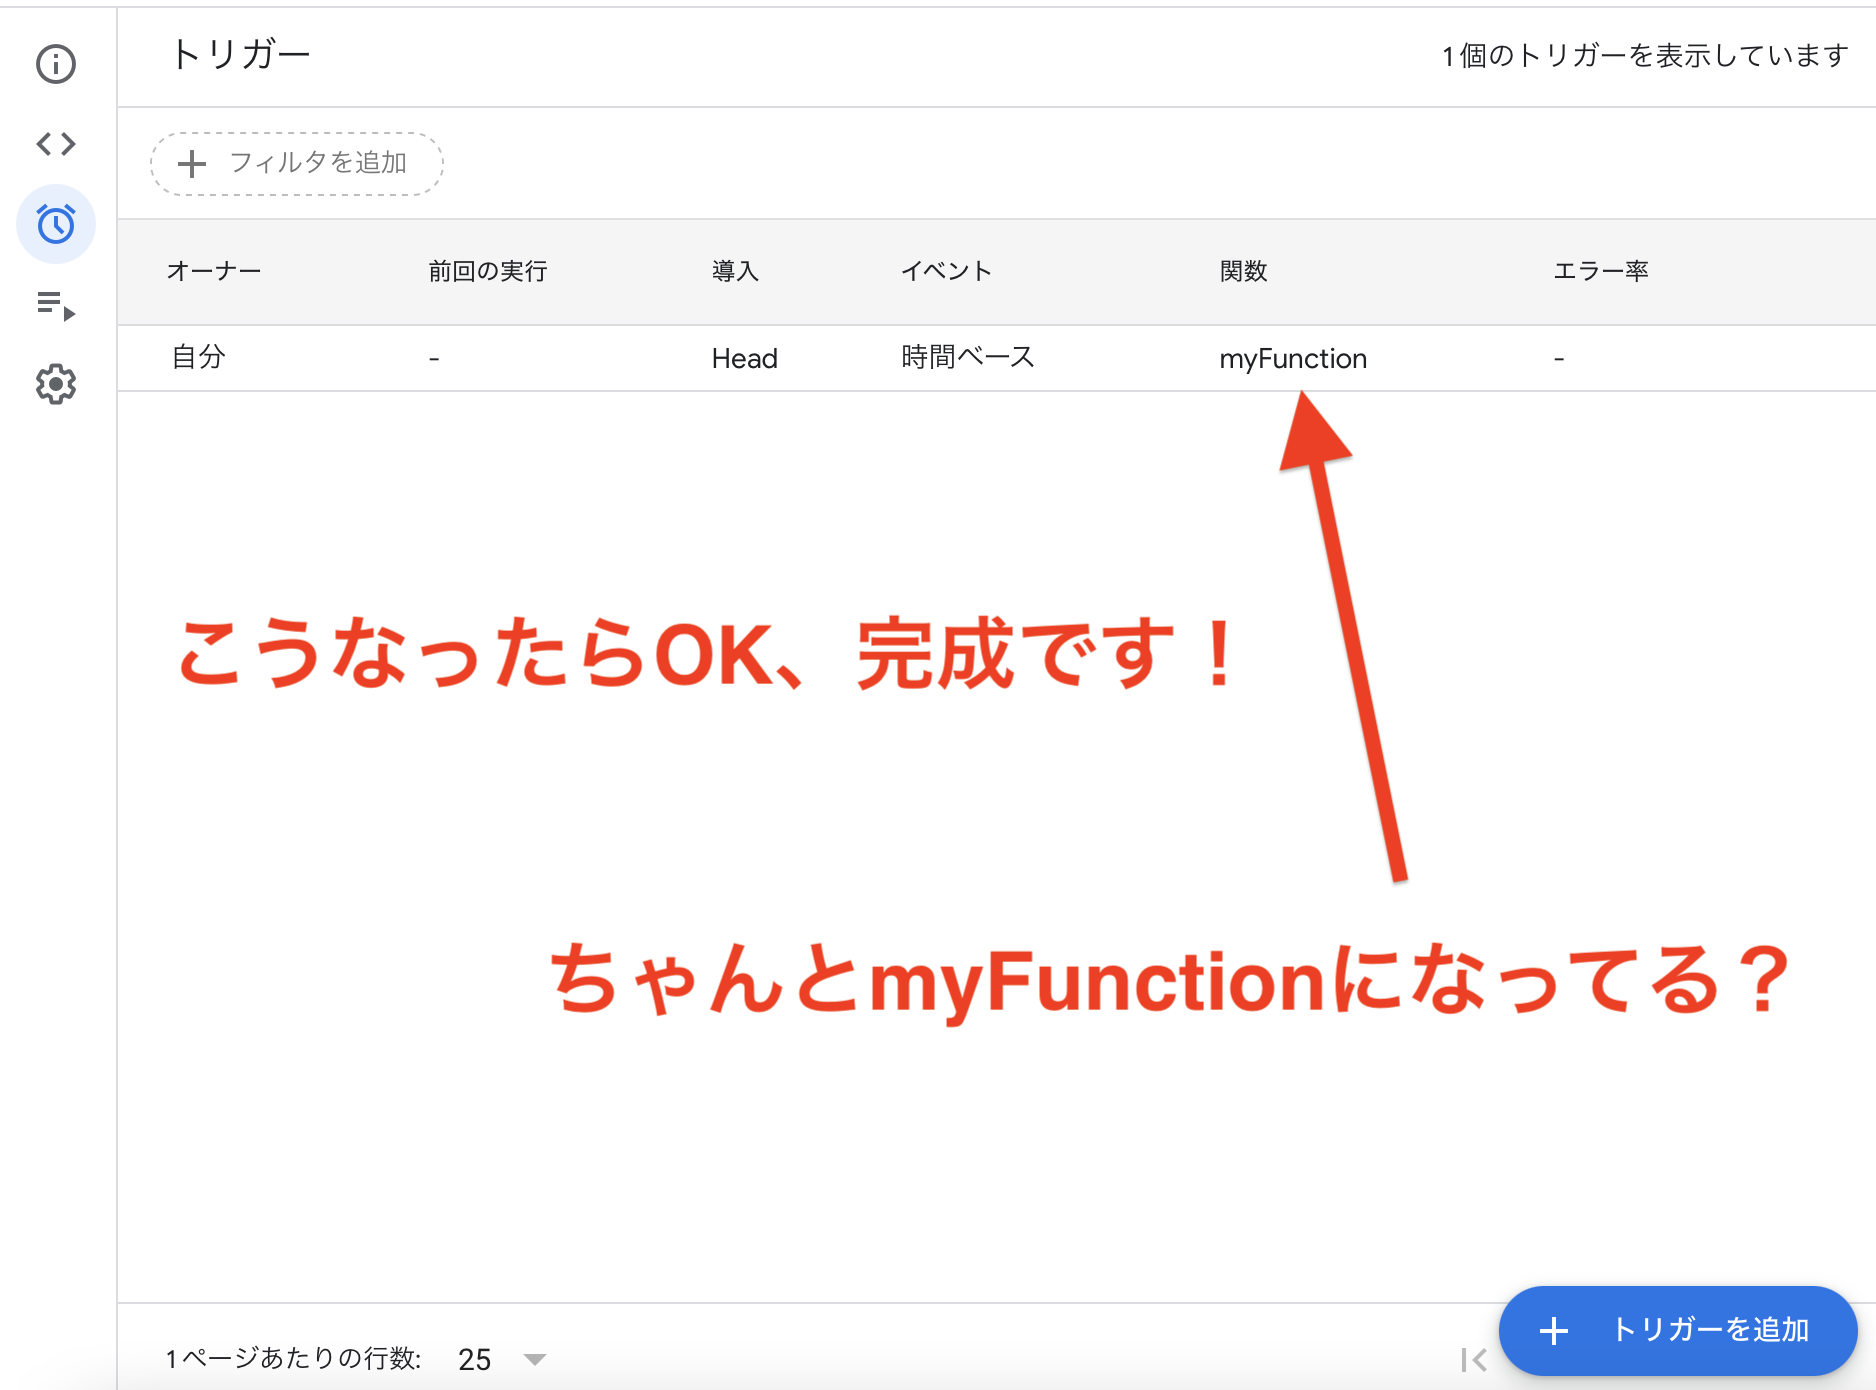 トリガー
1 個のトリガーを表示しています
フィルタを追加
オーナー 前回の実行 導入 イベント 関数 エラー率
自分 - Head 時間ベース myFunction -
こうなったらOK、完成です！
ちゃんとmyFunctionになってる？
1 ページあたりの行数: 25
トリガーを追加